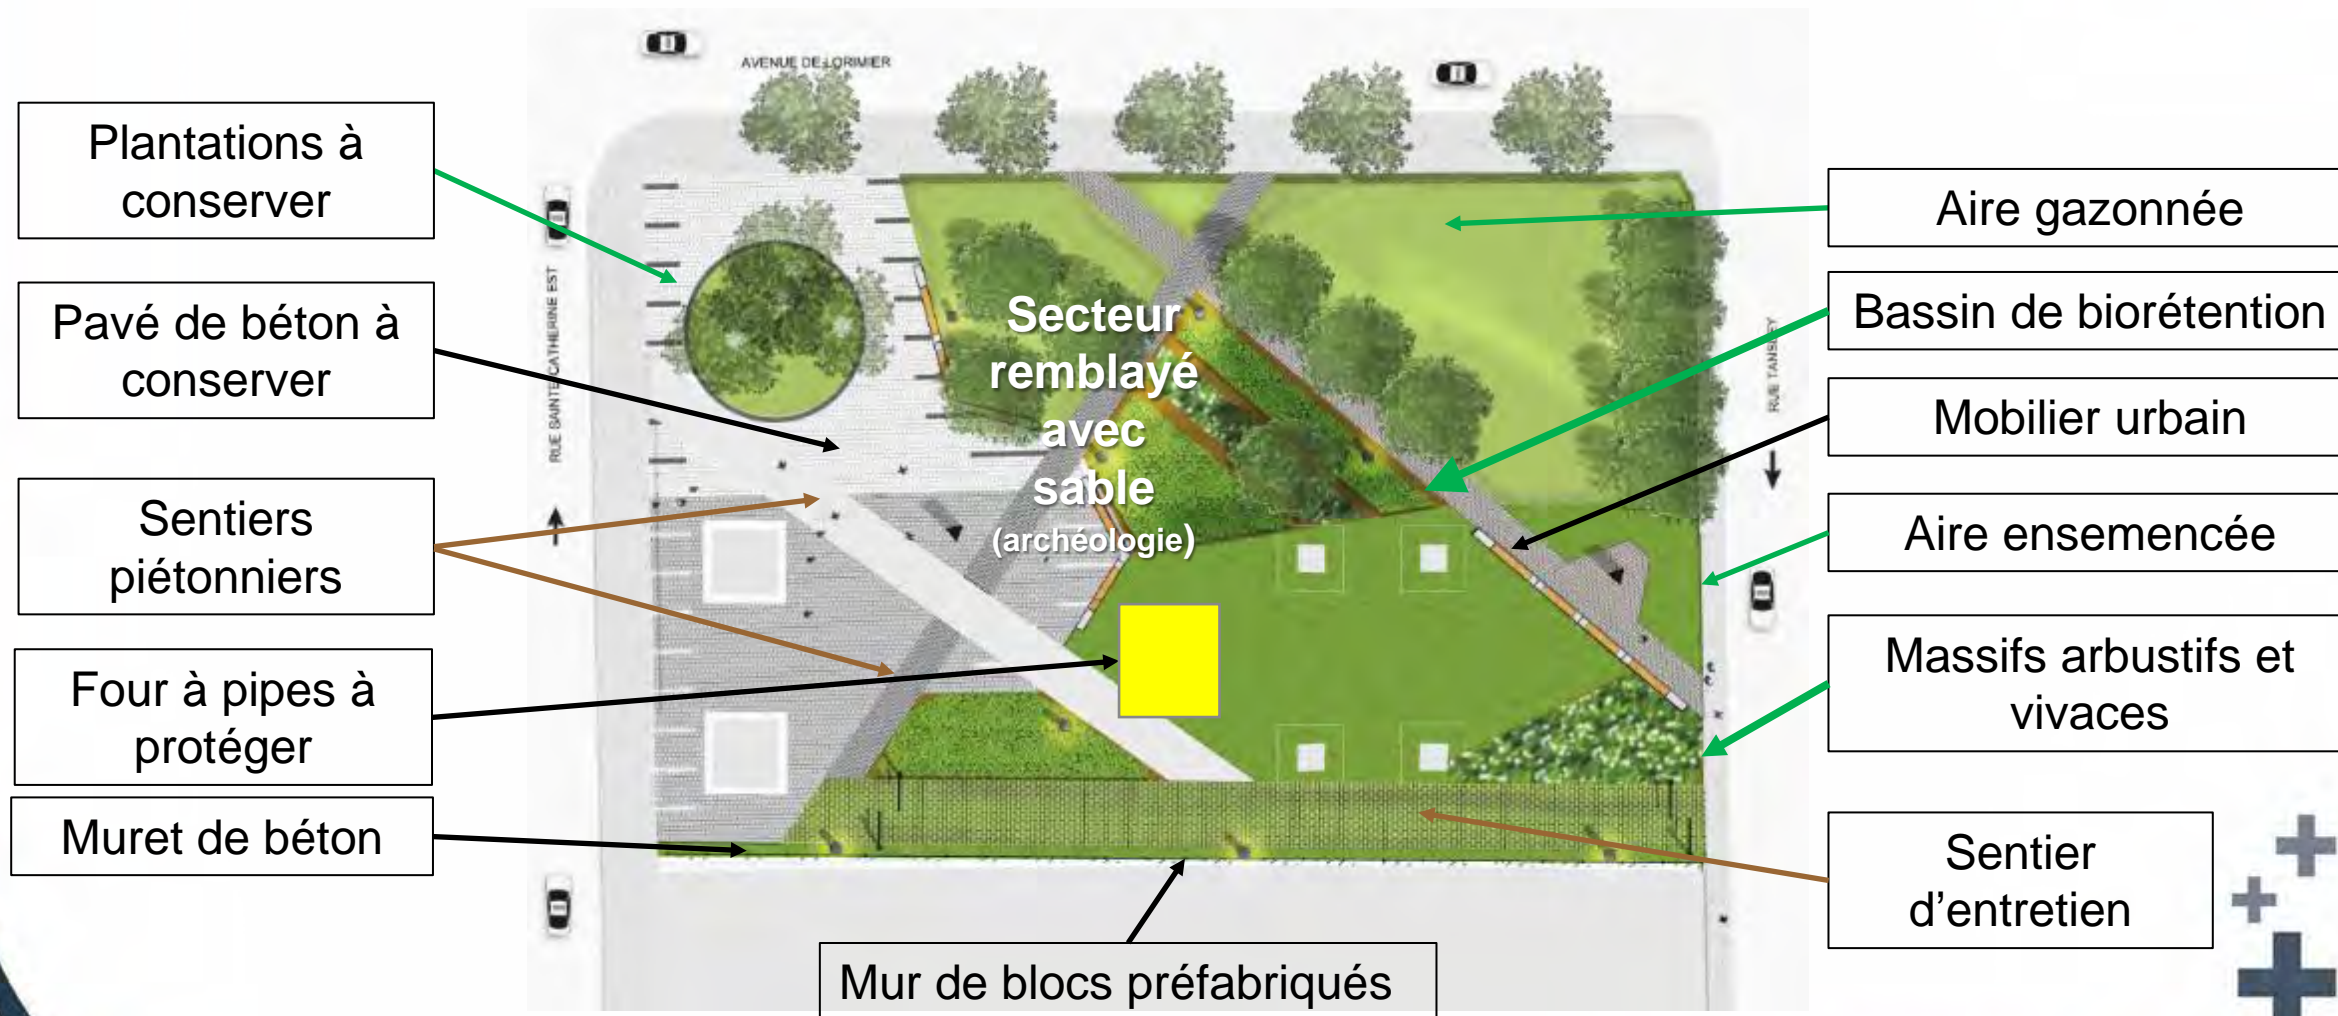 AVENUE DE LORIMIER
Plantations à
conserver
Pavé de béton à
conserver
Sentiers
piétonniers
Four à pipes à
protéger
Muret de béton
RUE SAINTE-CATHERINE EST
Secteur
remblayé
avec
sable
(archéologie)
Mur de blocs préfabriqués
RUE TANSLEY
Aire gazonnée
Bassin de biorétention
Mobilier urbain
Aire ensemencée
Massifs arbustifs et
vivaces
Sentier
d’entretien